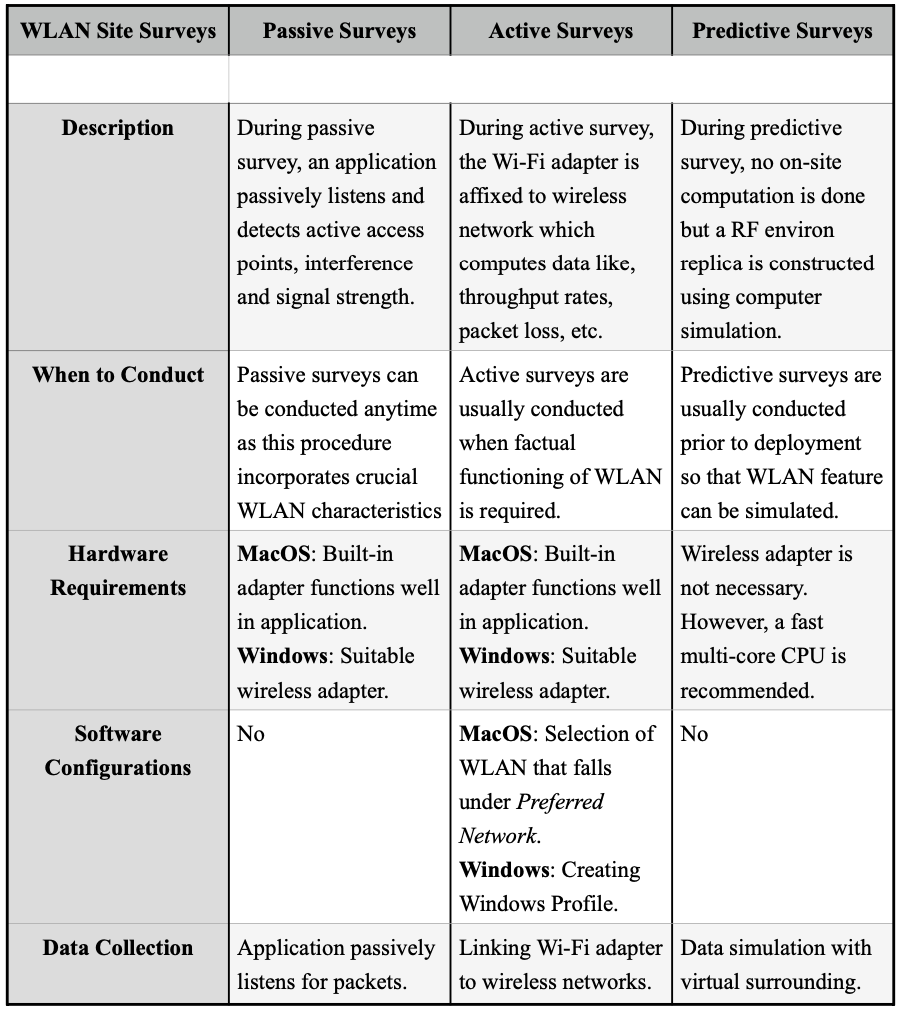 WLAN Site Surveys Passive Surveys Active Surveys Predictive Surveys
Description
During passive
survey, an application
passively listens and
detects active access
points, interference
and signal strength.
During active survey,
the Wi-Fi adapter is
affixed to wireless
network which
computes data like,
throughput rates,
packet loss, etc.
During predictive
survey, no on-site
computation is done
but a RF environ
replica is constructed
using computer
simulation.
When to Conduct
Passive surveys can
be conducted anytime
as this procedure
incorporates crucial
WLAN characteristics
Active surveys are
usually conducted
when factual
functioning of WLAN
is required.
Predictive surveys are
usually conducted
prior to deployment
so that WLAN feature
can be simulated.
Hardware
Requirements
MacOS: Built-in
adapter functions well
in application.
Windows: Suitable
wireless adapter.
MacOS: Built-in
adapter functions well
in application.
Windows: Suitable
wireless adapter.
Wireless adapter is
not necessary.
However, a fast
multi-core CPU is
recommended.
Software
Configurations
No
MacOS: Selection of
WLAN that falls
under Preferred
Network.
Windows: Creating
Windows Profile.
No
Data Collection
Application passively
listens for packets.
Linking Wi-Fi adapter
to wireless networks.
Data simulation with
virtual surrounding.